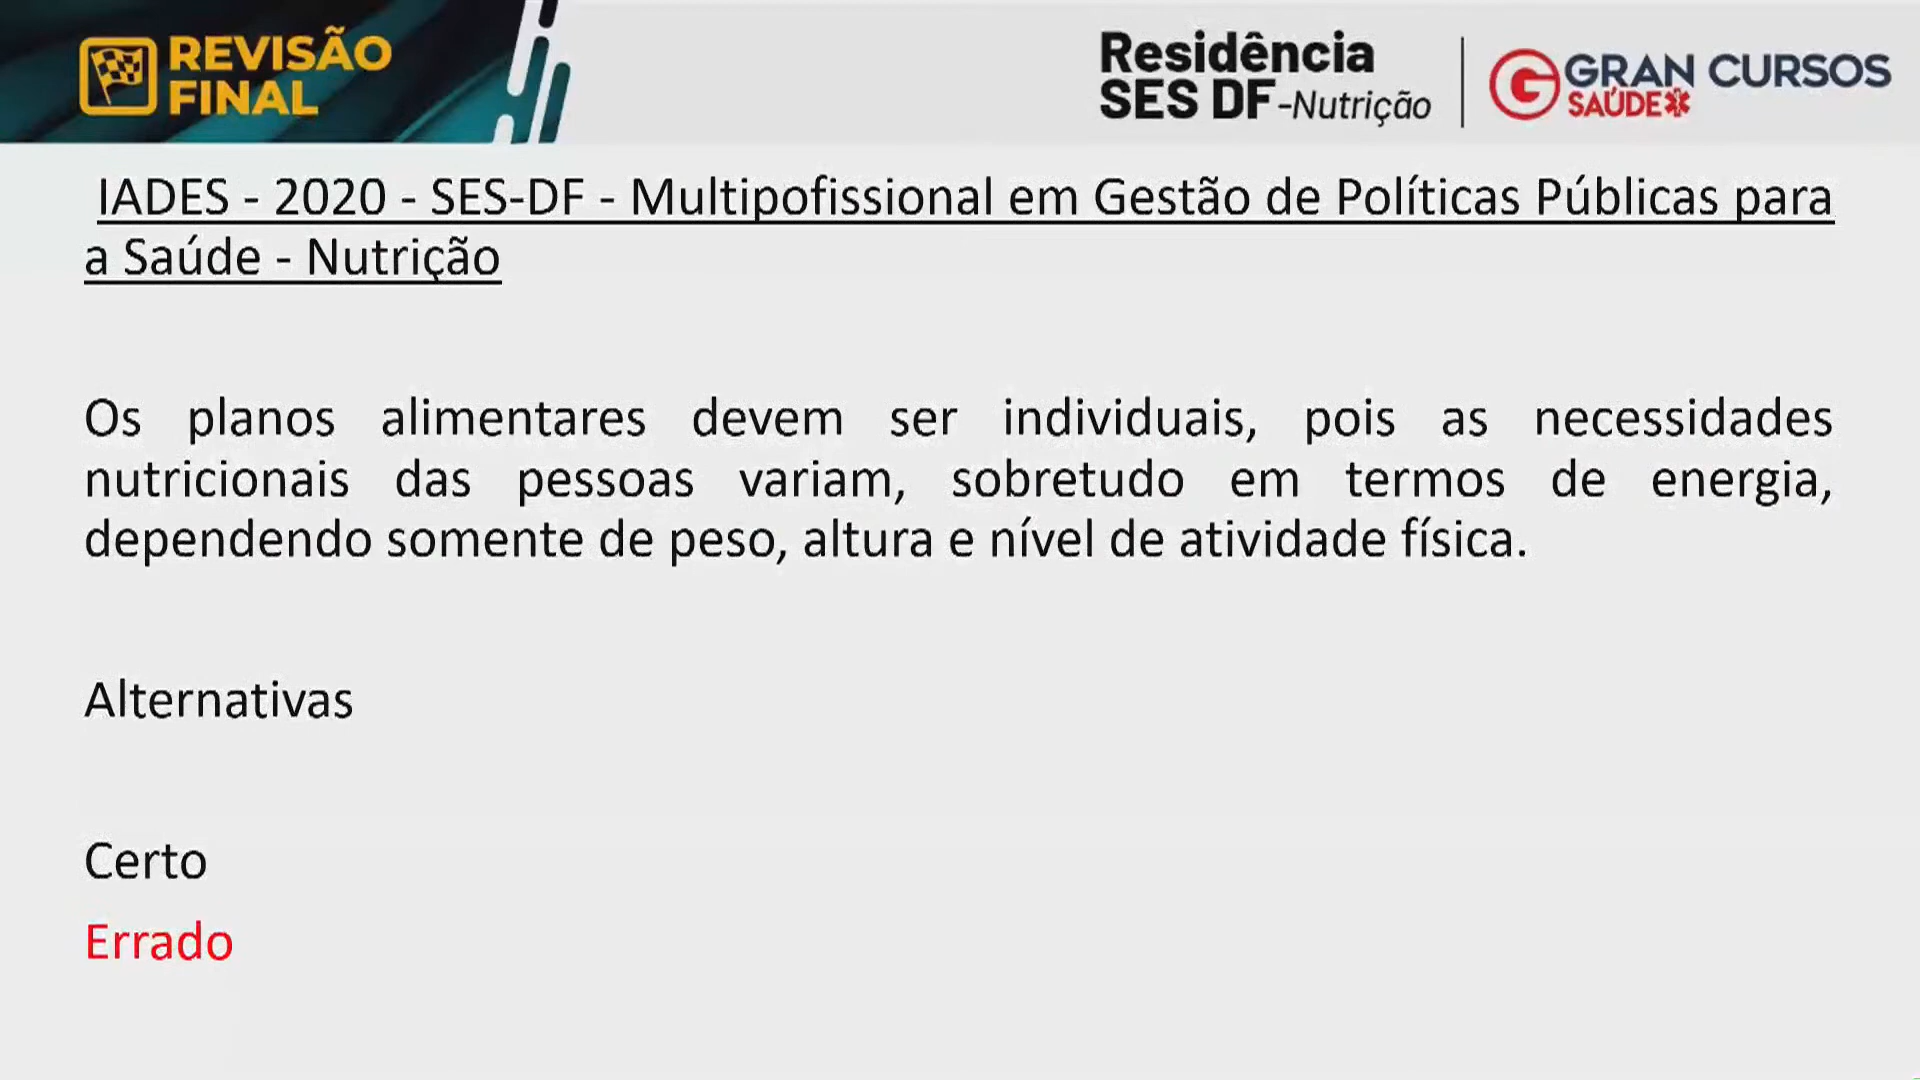 REVISÃO
FINAL
Residência
SES DF-Nutrição
GRAN CURSOS
SAÚDE
IADES - 2020 - SES-DF - Multipofissional em Gestão de Políticas Públicas para
a Saúde - Nutrição
Os planos alimentares devem ser individuais, pois as necessidades
nutricionais das pessoas variam, sobretudo em termos de energia,
dependendo somente de peso, altura e nível de atividade física.
Alternativas
Certo
Errado